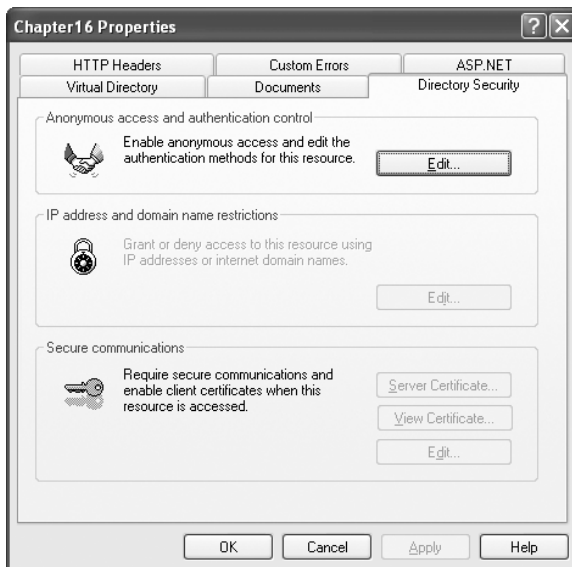 Chapter16 Properties
HTTP Headers Custom Errors ASP.NET
Virtual Directory Documents Directory Security
Anonymous access and authentication control
Enable anonymous access and edit the
authentication methods for this resource.
Edit...
IP address and domain name restrictions
Grant or deny access to this resource using
IP addresses or internet domain names.
Edit...
Secure communications
Require secure communications and
enable client certificates when this
resource is accessed.
Server Certificate...
View Certificate...
Edit...
OK Cancel Apply Help